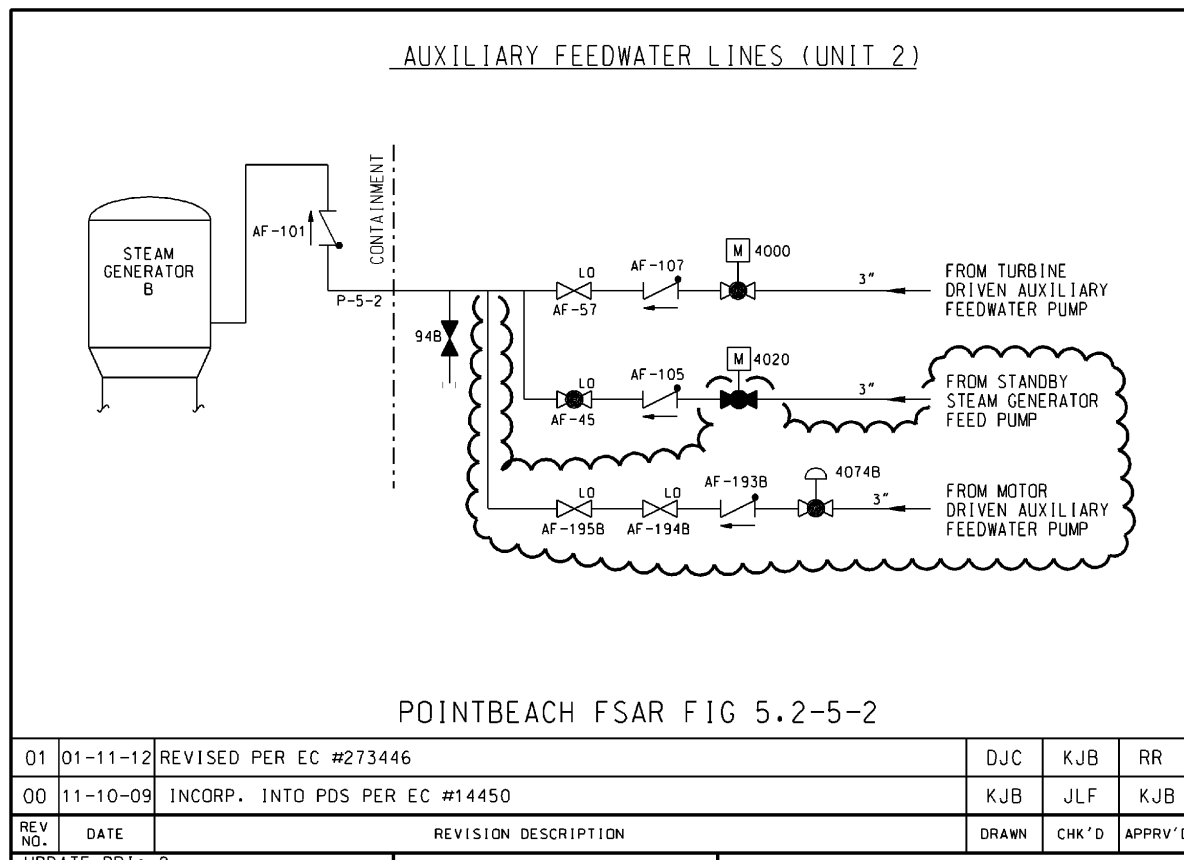 AUXILIARY FEEDWATER LINES (UNIT 2)
CONTAINMENT
AF-101
STEAM
GENERATOR
B
P-5-2
94B
LO
AF-57
AF-107
M 4000
3"
FROM TURBINE
DRIVEN AUXILIARY
FEEDWATER PUMP
LO
AF-45
AF-105
M 4020
3"
FROM STANDBY
STEAM GENERATOR
FEED PUMP
LO
AF-195B
LO
AF-194B
AF-193B
4074B
3"
FROM MOTOR
DRIVEN AUXILIARY
FEEDWATER PUMP
POINTBEACH FSAR FIG 5.2-5-2
01 01-11-12 REVISED PER EC #273446 DJC KJB RR
00 11-10-09 INCORP. INTO PDS PER EC #14450 KJB JLF KJB
REV NO. DATE REVISION DESCRIPTION DRAWN CHK'D APPRV'D